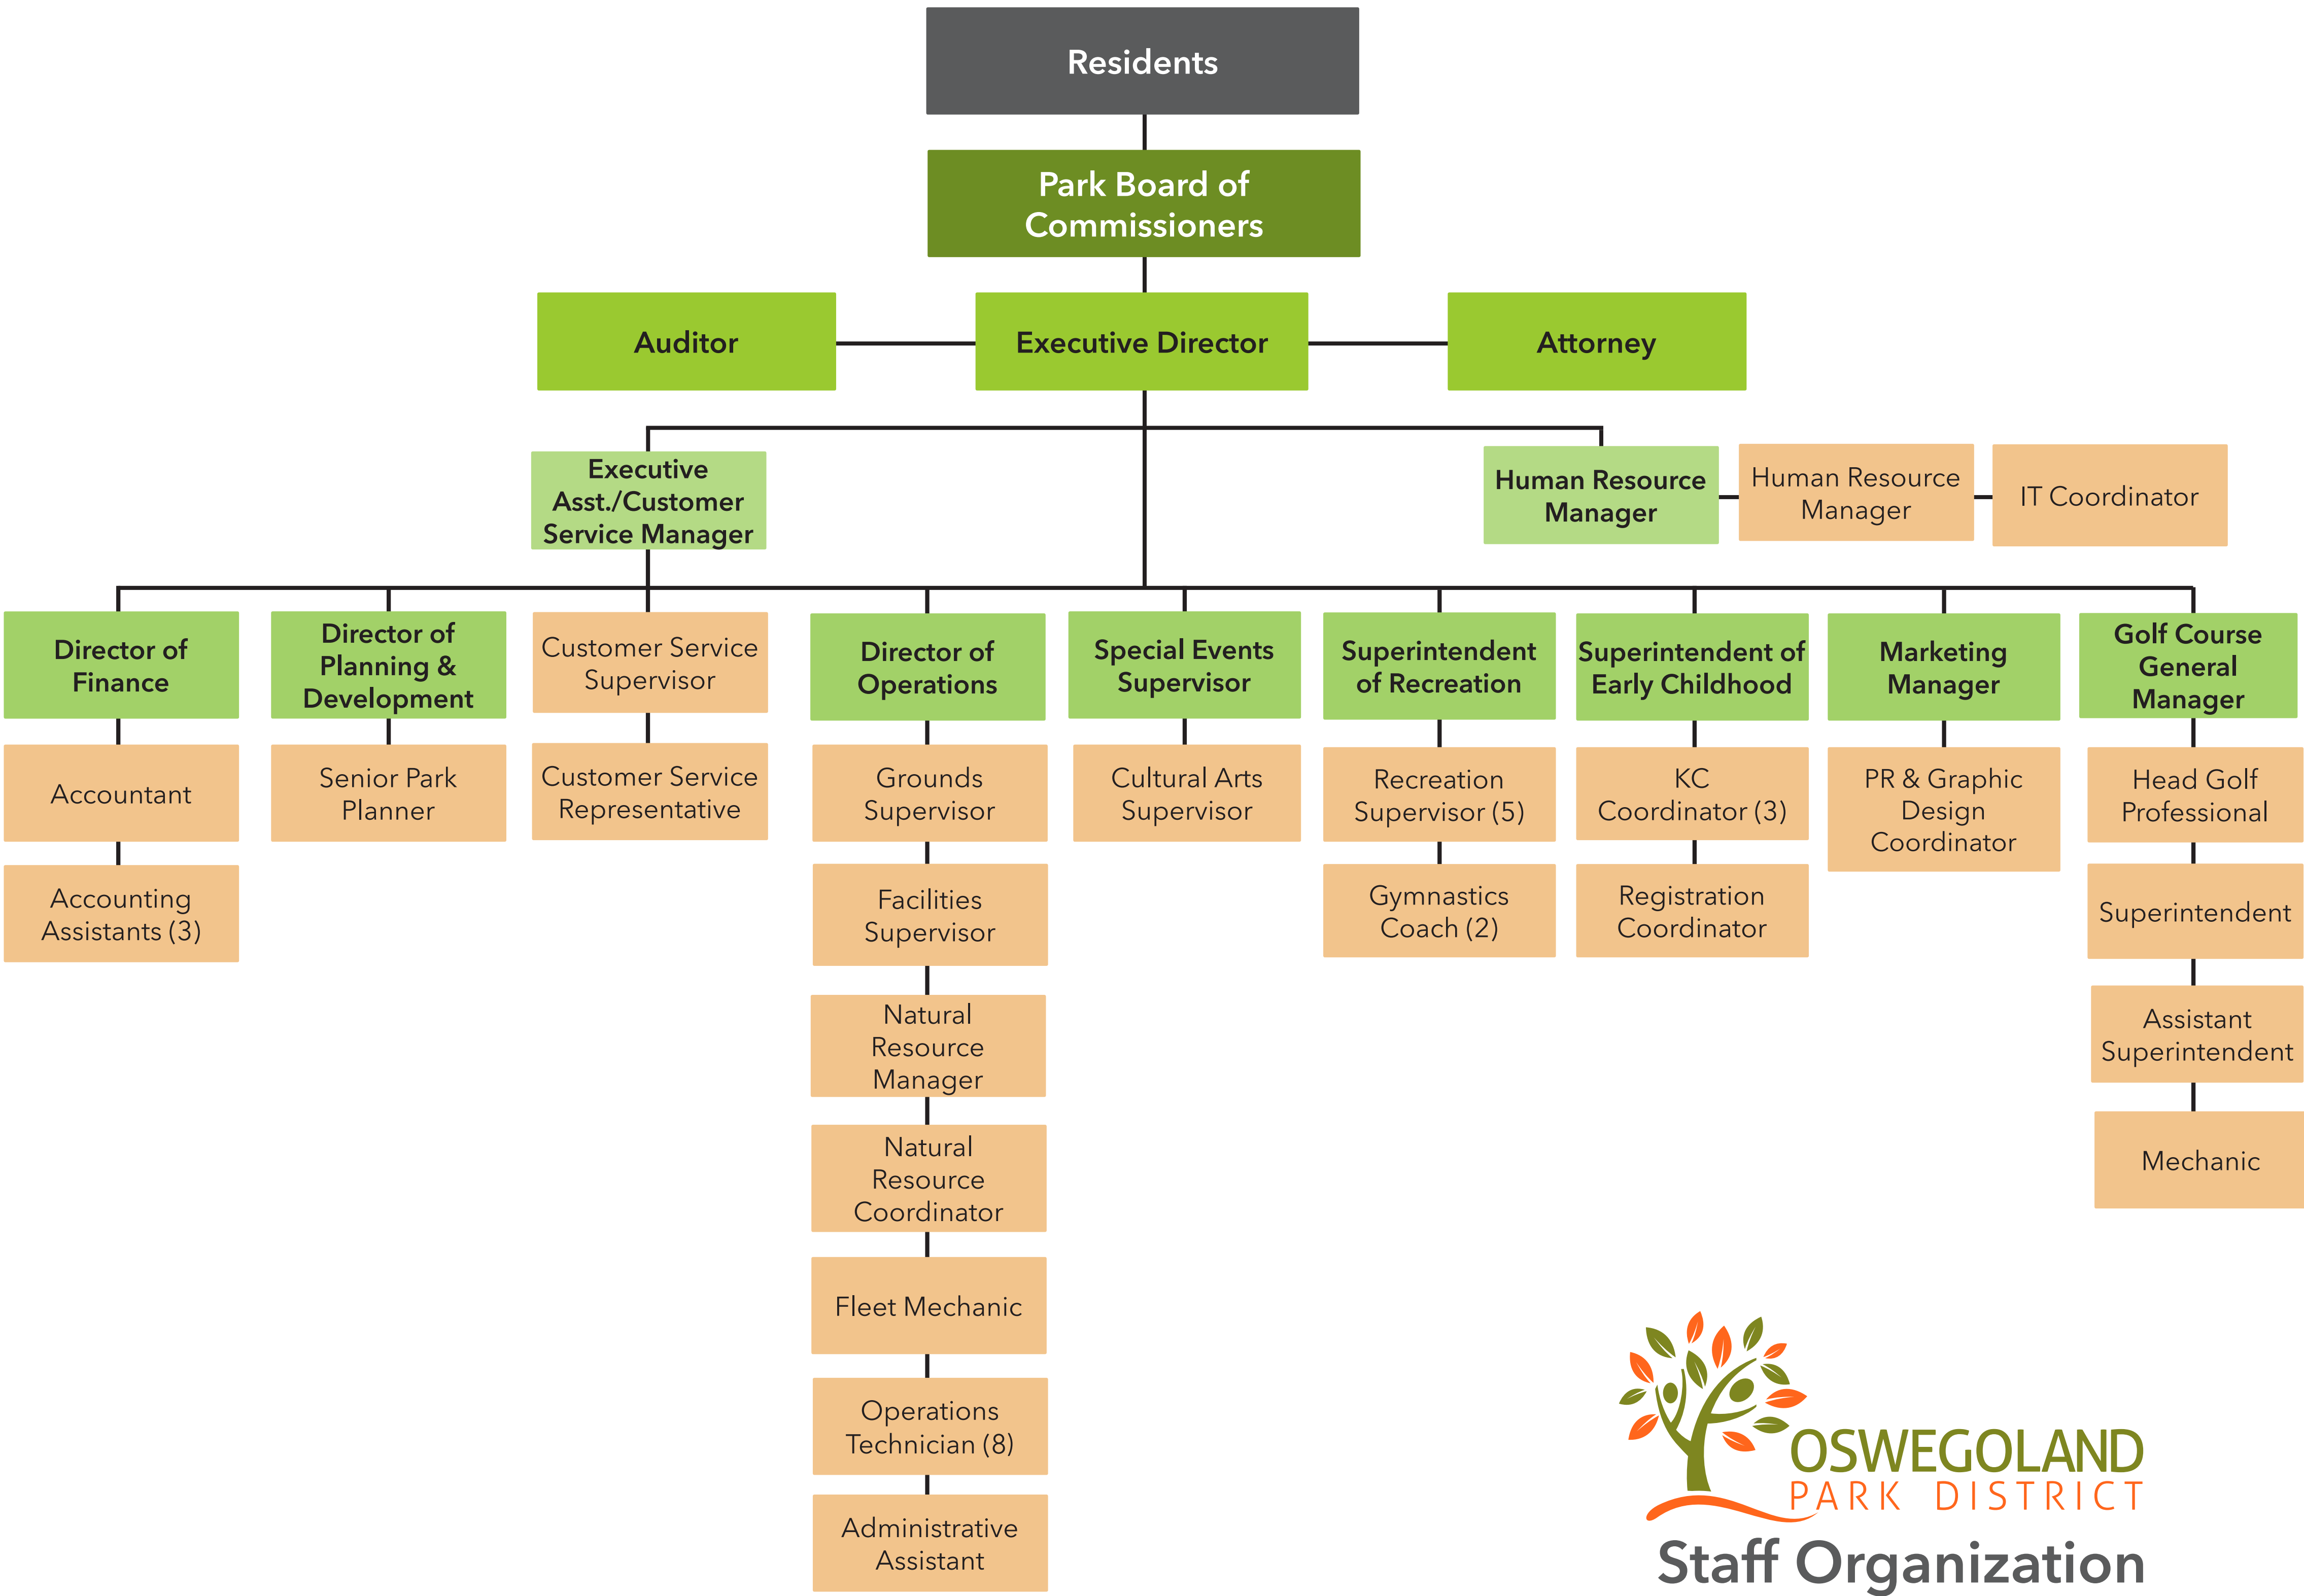 Residents
Park Board of
Commissioners
Auditor
Executive Director
Attorney
Executive
Asst./Customer
Service Manager
Human Resource
Manager
Human Resource
Manager
IT Coordinator
Director of
Finance
Director of
Planning &
Development
Customer Service
Supervisor
Director of
Operations
Special Events
Supervisor
Superintendent
of Recreation
Superintendent of
Early Childhood
Marketing
Manager
Golf Course
General
Manager
Accountant
Senior Park
Planner
Customer Service
Representative
Grounds
Supervisor
Cultural Arts
Supervisor
Recreation
Supervisor (5)
KC
Coordinator (3)
PR & Graphic
Design
Coordinator
Head Golf
Professional
Accounting
Assistants (3)
Facilities
Supervisor
Gymnastics
Coach (2)
Registration
Coordinator
Superintendent
Natural
Resource
Manager
Assistant
Superintendent
Natural
Resource
Coordinator
Mechanic
Fleet Mechanic
Operations
Technician (8)
Administrative
Assistant
OSWEGOLAND
PARK DISTRICT
Staff Organization